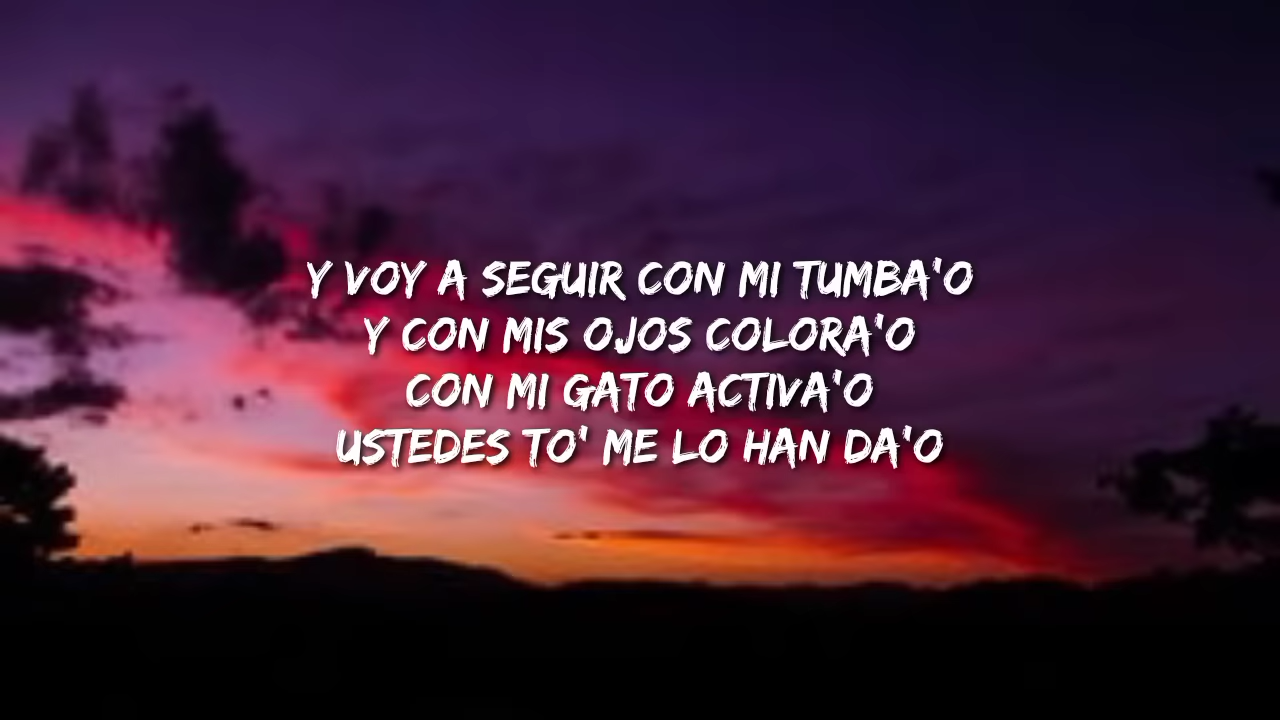 Y VOY A SEGUIR CON MI TUMBA'O
Y CON MIS OJOS COLORA'O
CON MI GATO ACTIVA'O
USTEDES TO' ME LO HAN DA'O